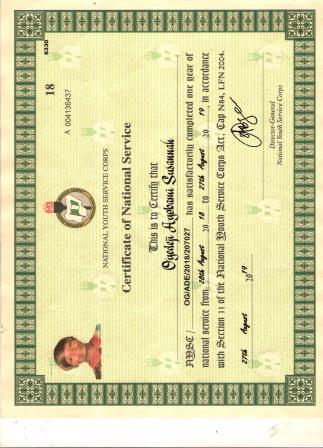 6330
18
A 004136437
NATIONAL YOUTH SERVICE CORPS
Certificate of National Service
This is to Certify that
Oyedeji Ayobami Susannah
NYSC / OG/ADE/2018/207027 has satisfactorily completed one year of
national service from 28th August 20 18 to 27th August 20 19 in accordance
with Section 11 of the National Youth Service Corps Act, Cap N84, LFN 2004.
27th August 20 19
Director-General
National Youth Service Corps